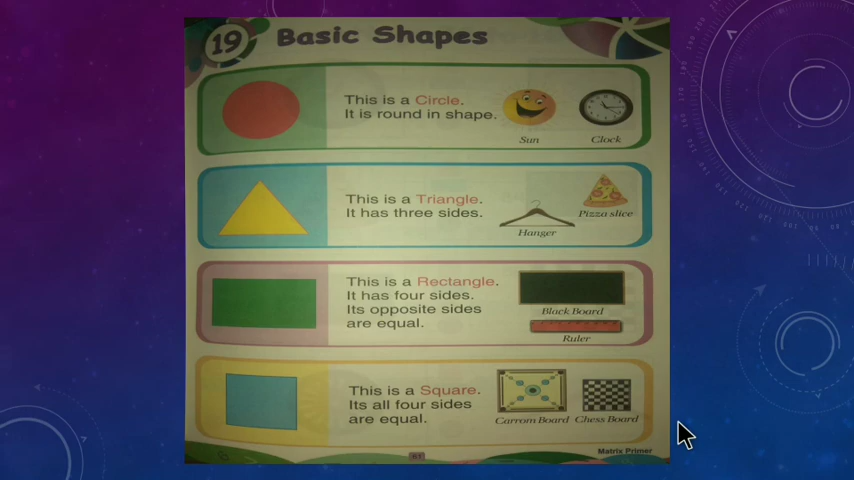 19
Basic Shapes
This is a Circle.
It is round in shape.
Sun
Clock
This is a Triangle.
It has three sides.
Hanger
Pizza slice
This is a Rectangle.
It has four sides.
Its opposite sides
are equal.
Black Board
Ruler
This is a Square.
Its all four sides
are equal.
Carrom Board
Chess Board
Matrix Primer